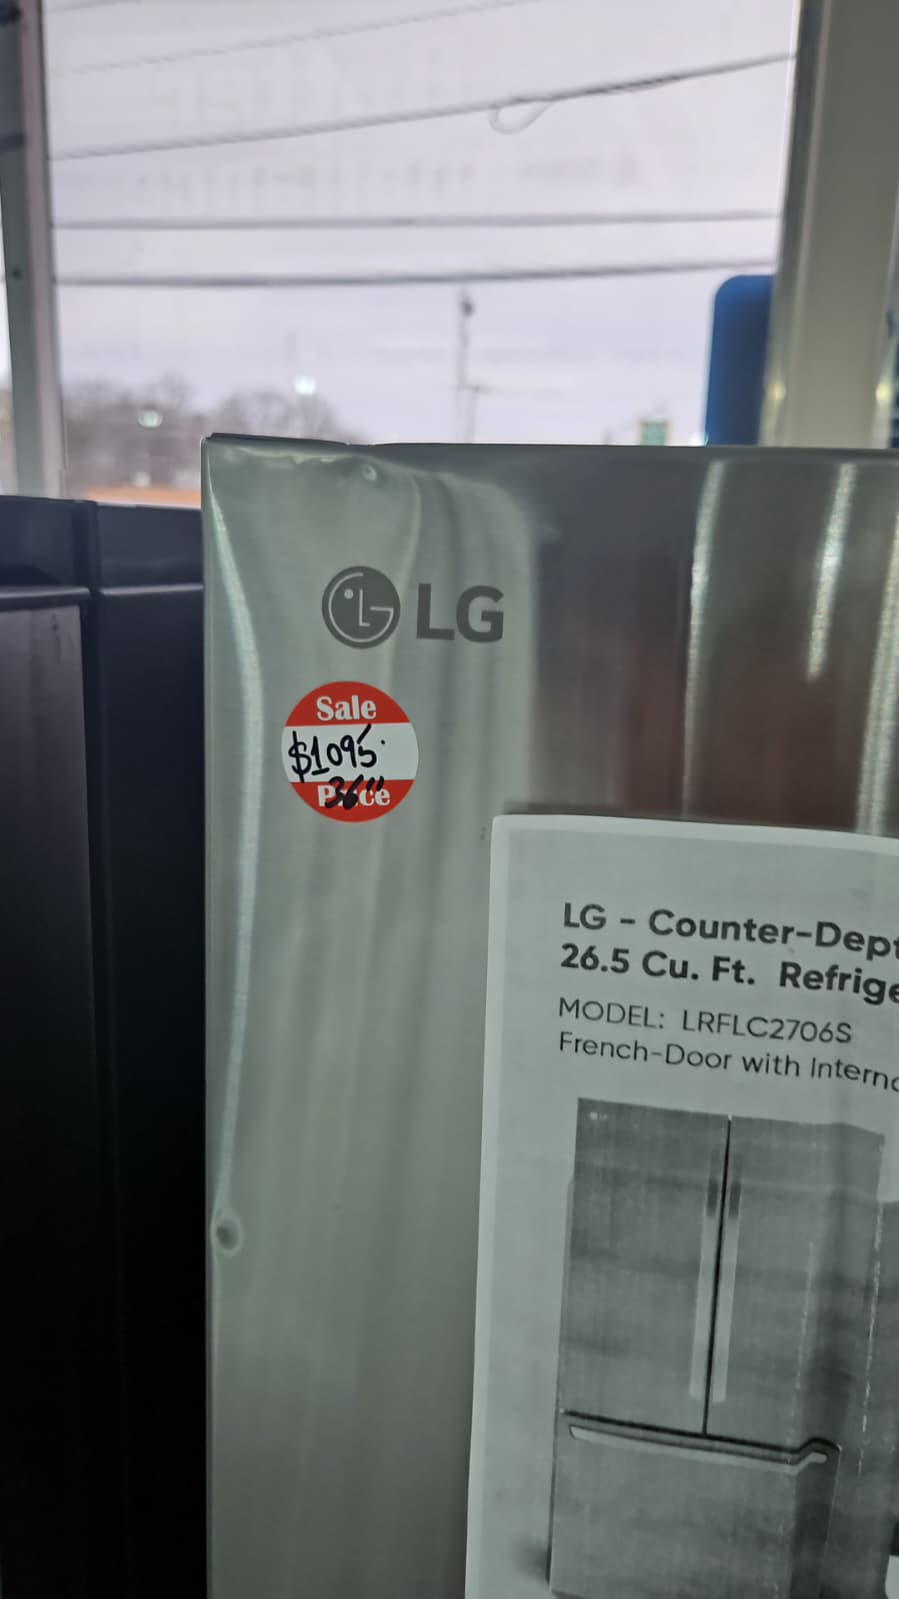 LG
Sale
$1095.
36"
Price
LG - Counter-Dept
26.5 Cu. Ft. Refrige
MODEL: LRFLC2706S
French-Door with Interna